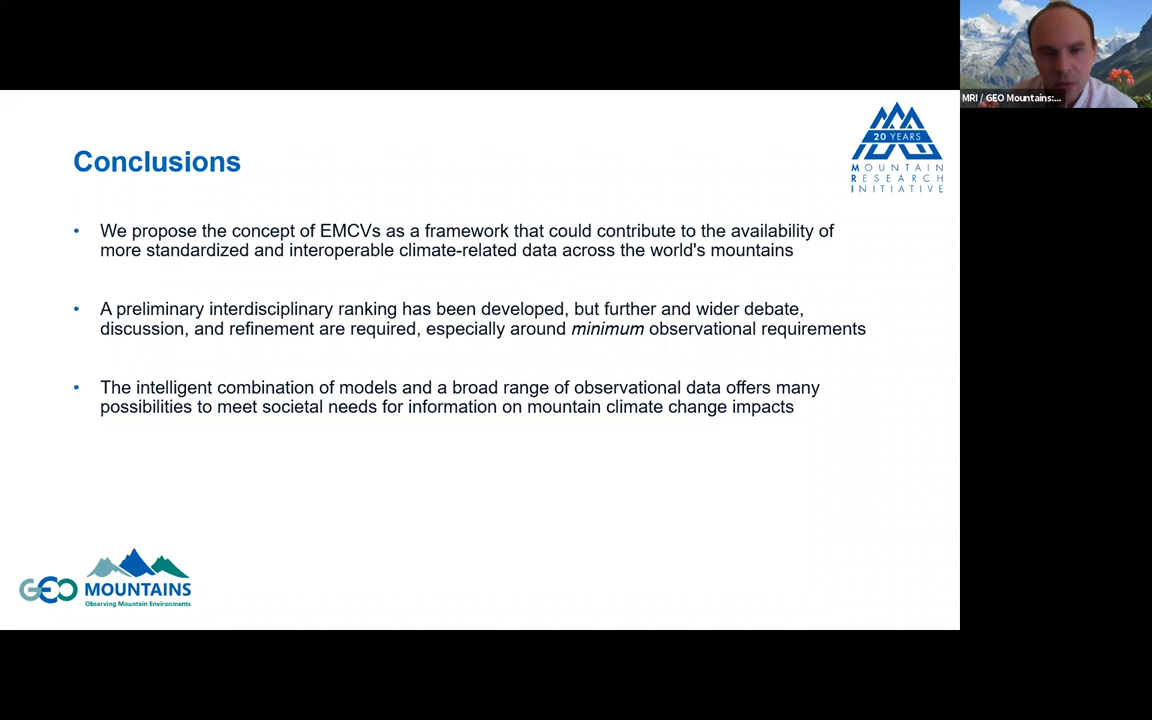 MRI / GEO Mountains:...
20 YEARS
MOUNTAIN
RESEARCH
INITIATIVE
Conclusions
• We propose the concept of EMCVs as a framework that could contribute to the availability of
more standardized and interoperable climate-related data across the world's mountains
• A preliminary interdisciplinary ranking has been developed, but further and wider debate,
discussion, and refinement are required, especially around minimum observational requirements
• The intelligent combination of models and a broad range of observational data offers many
possibilities to meet societal needs for information on mountain climate change impacts
GEO MOUNTAINS
Observing Mountain Environments